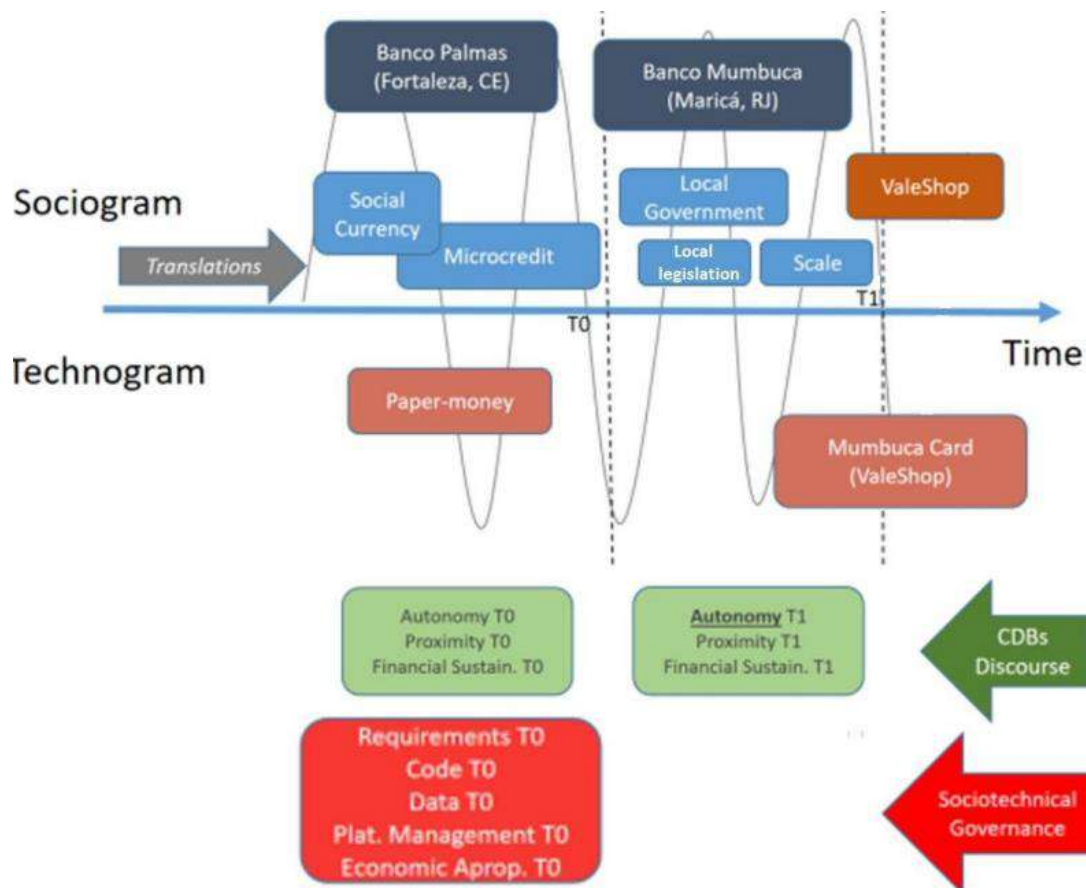 Banco Palmas
(Fortaleza, CE)
Banco Mumbuca
(Maricá, RJ)
Sociogram
Social
Currency
Local
Government
ValeShop
Translations
Microcredit
Local
legislation
Scale
T0
T1
Time
Technogram
Paper-money
Mumbuca Card
(ValeShop)
Autonomy T0
Proximity T0
Financial Sustain. T0
Autonomy T1
Proximity T1
Financial Sustain. T1
CDBs
Discourse
Requirements T0
Code T0
Data T0
Plat. Management T0
Economic Aprop. T0
Sociotechnical
Governance